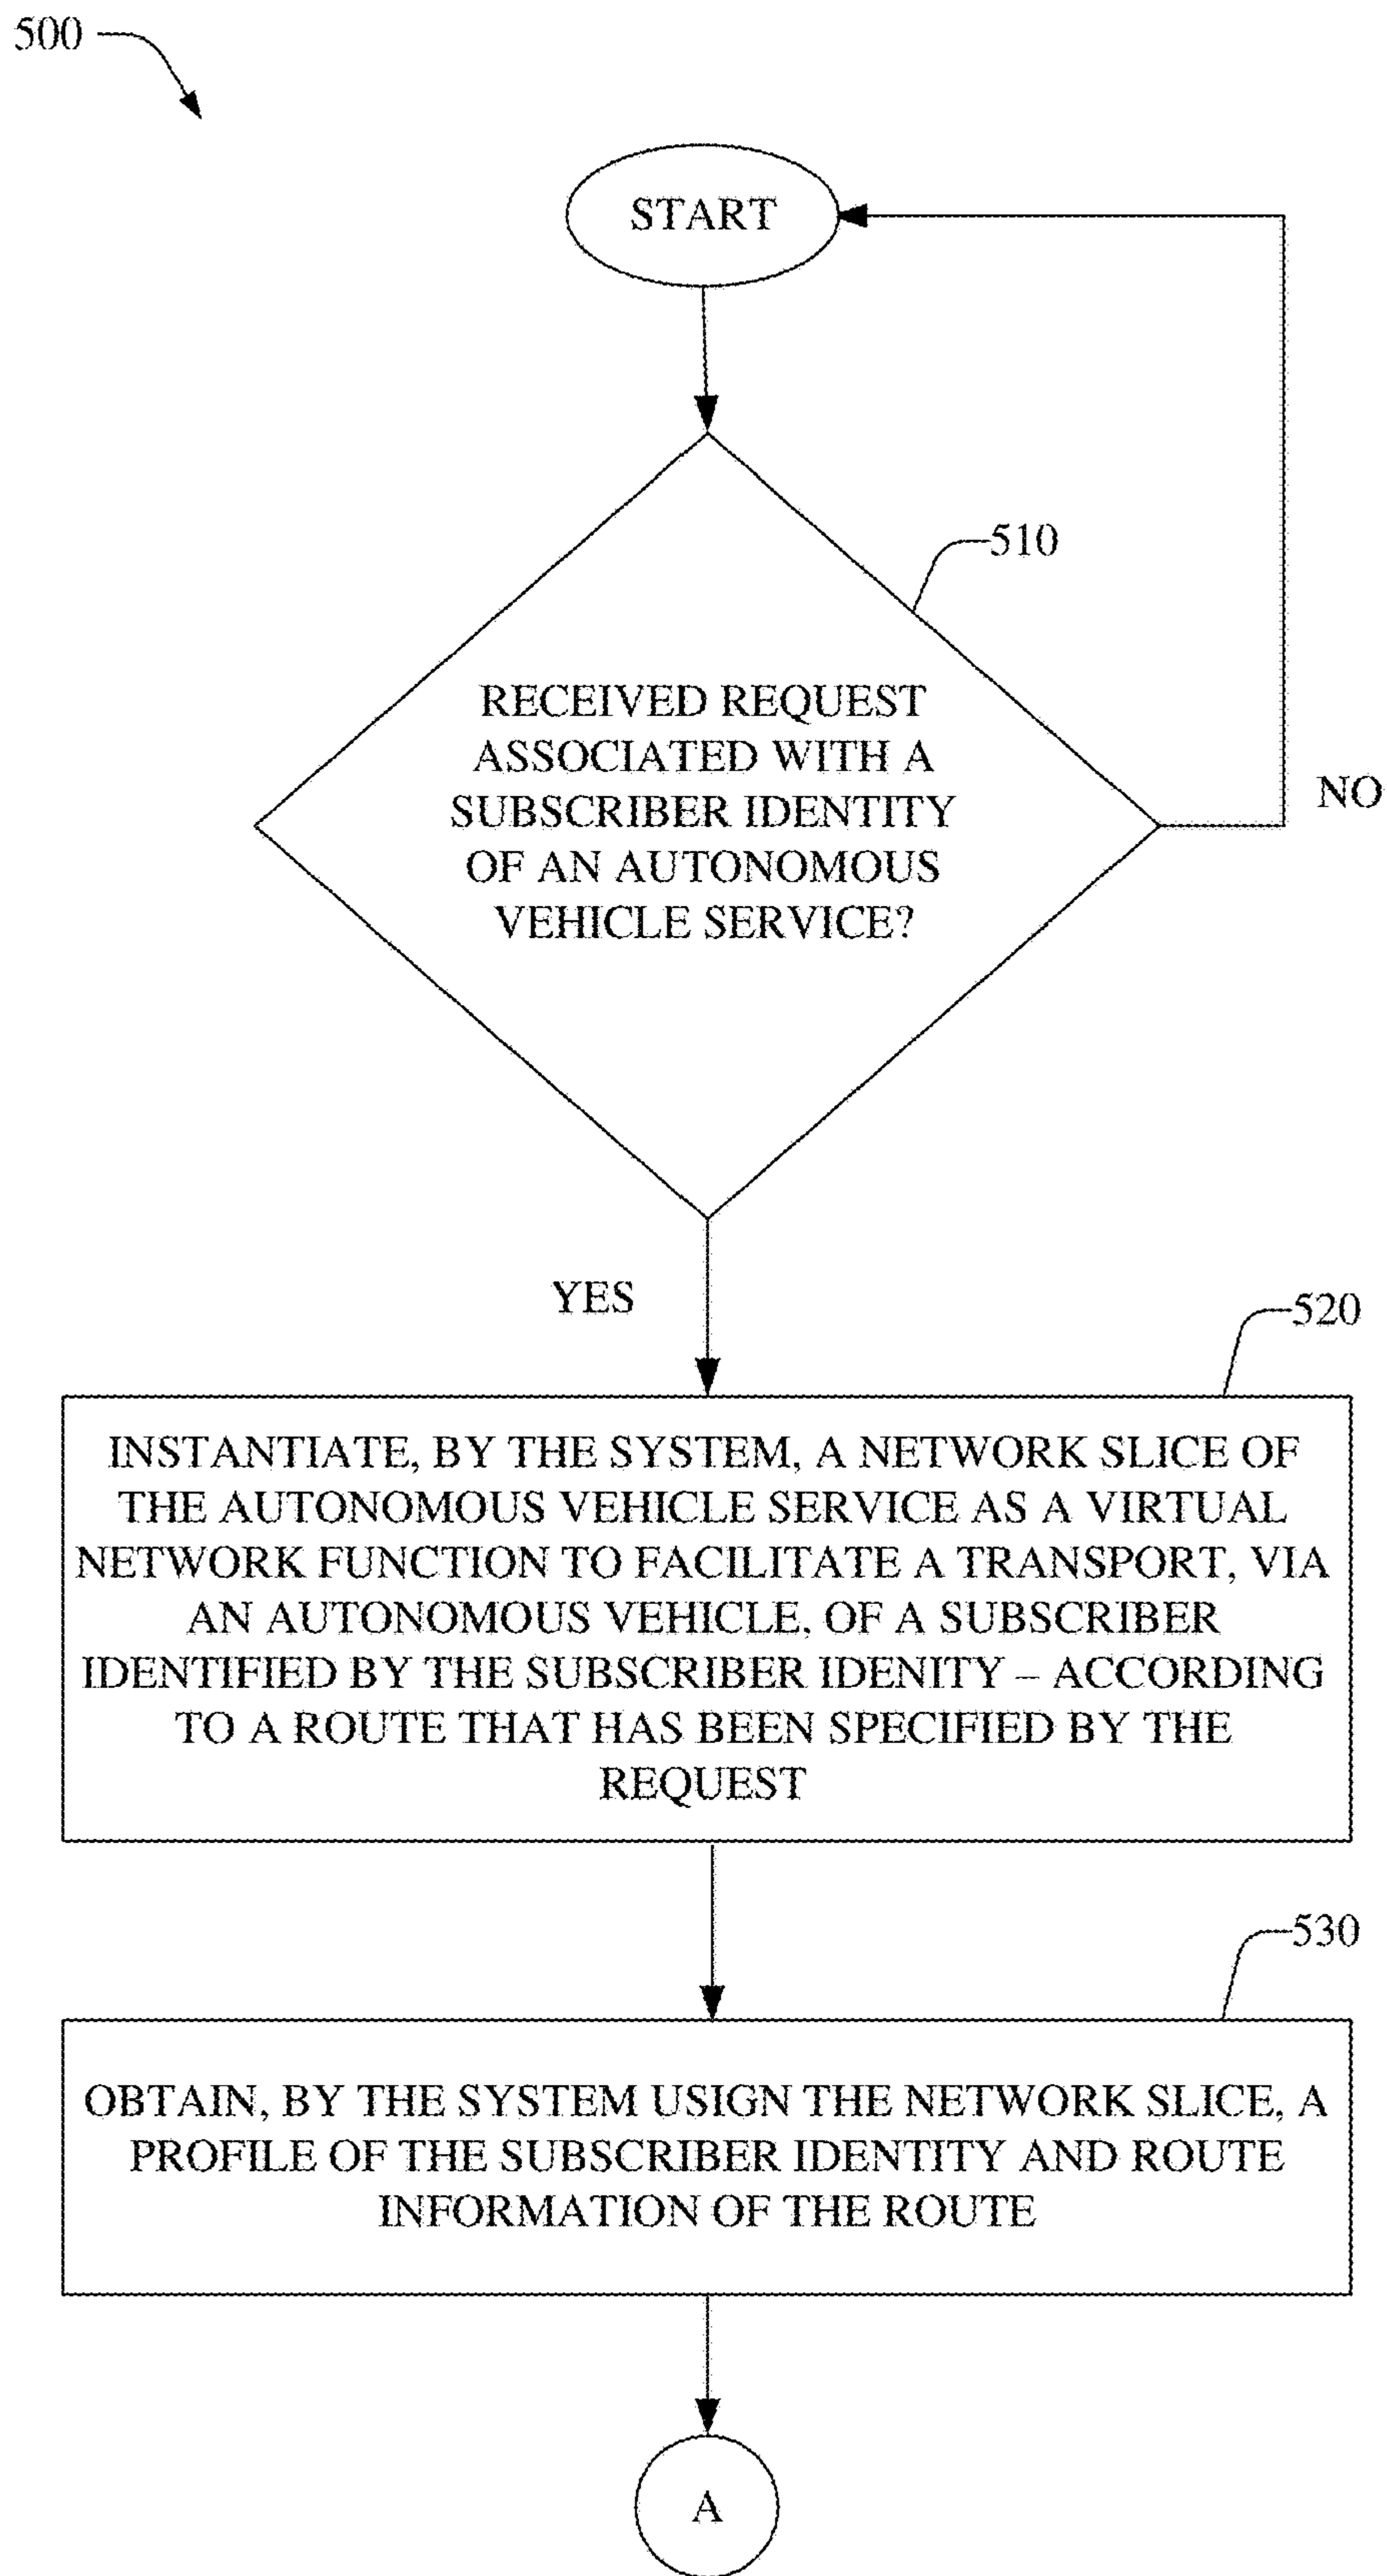 500
START
510
RECEIVED REQUEST
ASSOCIATED WITH A
SUBSCRIBER IDENTITY
OF AN AUTONOMOUS
VEHICLE SERVICE?
NO
YES
520
INSTANTIATE, BY THE SYSTEM, A NETWORK SLICE OF
THE AUTONOMOUS VEHICLE SERVICE AS A VIRTUAL
NETWORK FUNCTION TO FACILITATE A TRANSPORT, VIA
AN AUTONOMOUS VEHICLE, OF A SUBSCRIBER
IDENTIFIED BY THE SUBSCRIBER IDENITY – ACCORDING
TO A ROUTE THAT HAS BEEN SPECIFIED BY THE
REQUEST
530
OBTAIN, BY THE SYSTEM USIGN THE NETWORK SLICE, A
PROFILE OF THE SUBSCRIBER IDENTITY AND ROUTE
INFORMATION OF THE ROUTE
A